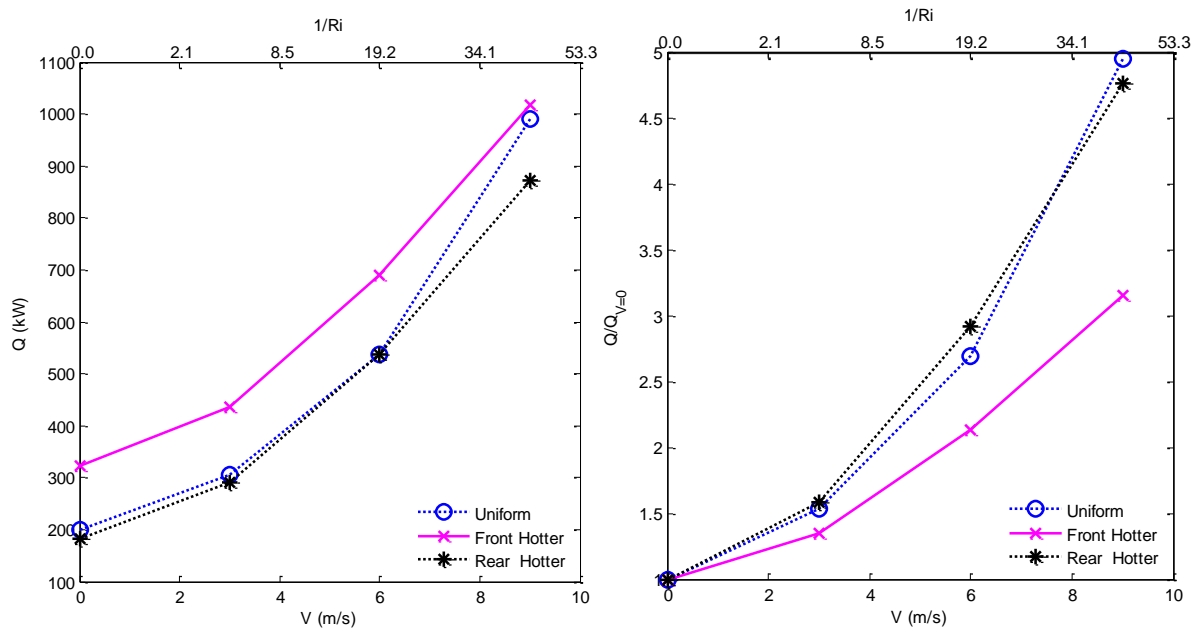 1/Ri
0.0 2.1 8.5 19.2 34.1 53.3
1100
1000
900
800
700
600
500
400
300
200
100
Q (kW)
Uniform
Front Hotter
Rear Hotter
0 2 4 6 8 10
V (m/s)
1/Ri
0.0 2.1 8.5 19.2 34.1 53.3
5
4.5
4
3.5
3
2.5
2
1.5
1
Q/Q_{V=0}
Uniform
Front Hotter
Rear Hotter
0 2 4 6 8 10
V (m/s)